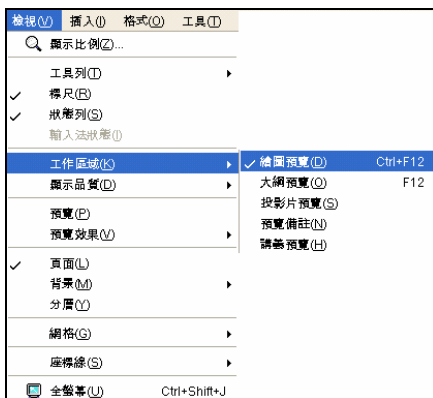 檢視(V) 插入(I) 格式(O) 工具(T)
顯示比例(Z)...
工具列(T)
標尺(R)
狀態列(S)
輸入法狀態(I)
工作區域(K)
繪圖預覽(D) Ctrl+F12
顯示品質(D)
大綱預覽(O) F12
投影片預覽(S)
預覽(P)
預覽備註(N)
預覽效果(V)
講義預覽(H)
頁面(L)
背景(M)
分層(Y)
網格(G)
座標線(S)
全螢幕(U) Ctrl+Shift+J